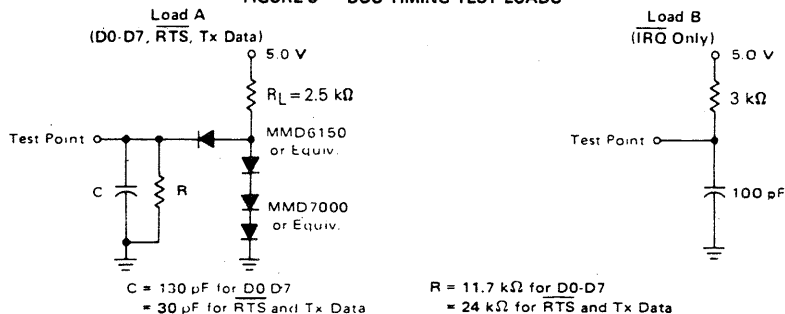 Load A
(D0-D7, RTS, Tx Data)
5.0 V
RL = 2.5 kΩ
Test Point
MMD6150
or Equiv.
C
R
MMD7000
or Equiv.
C = 130 pF for D0 D7
= 30 pF for RTS and Tx Data
Load B
(IRQ Only)
5.0 V
3 kΩ
Test Point
100 pF
R = 11.7 kΩ for D0-D7
= 24 kΩ for RTS and Tx Data